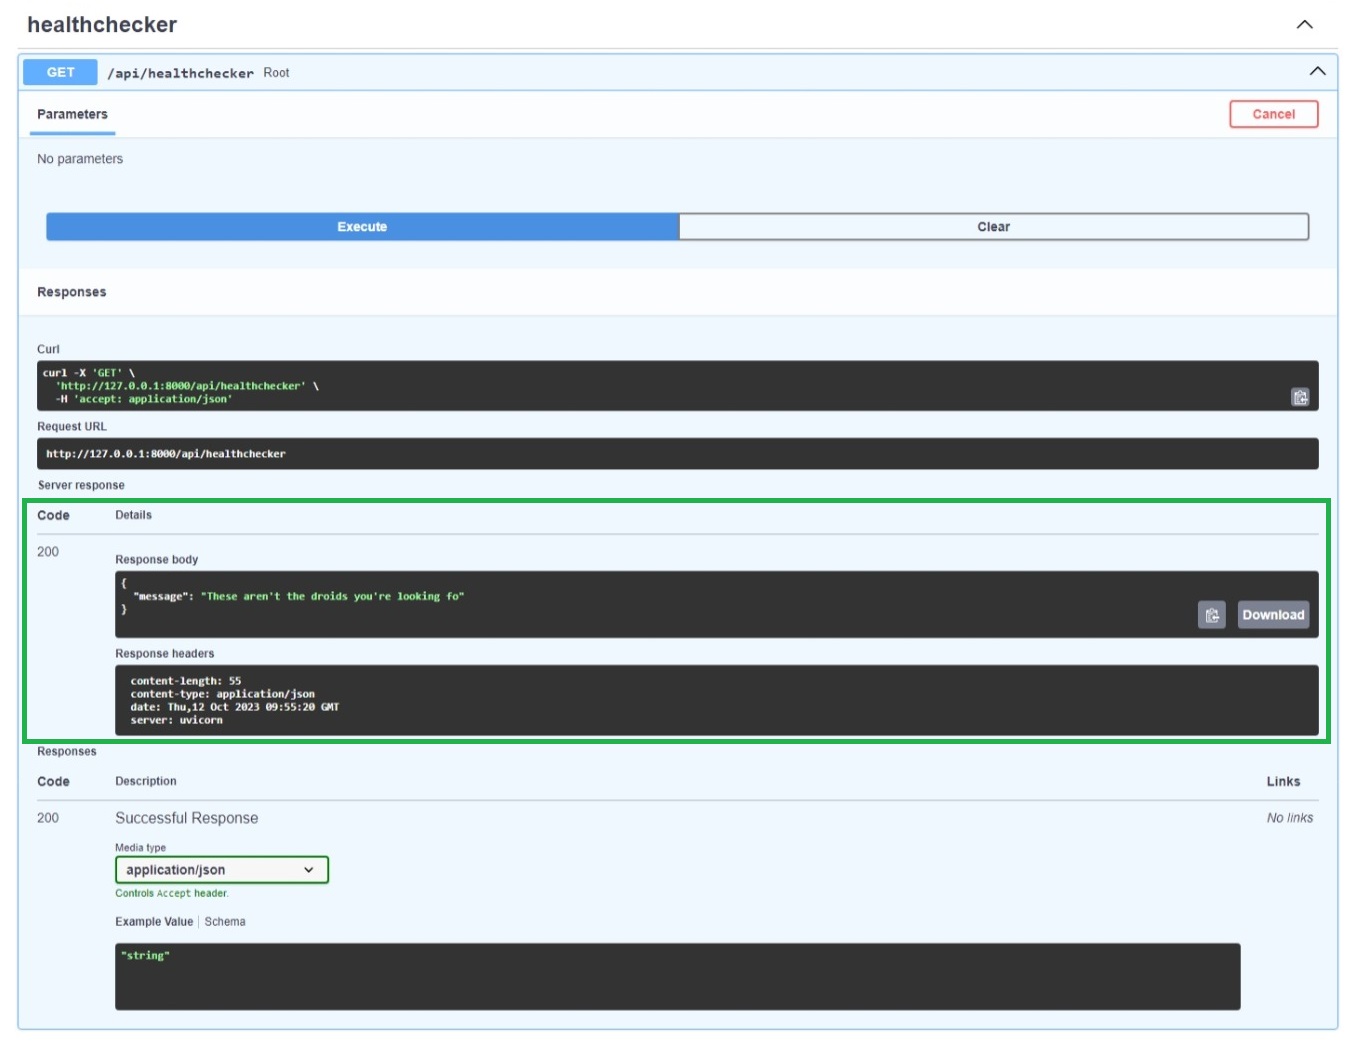 healthchecker
GET /api/healthchecker Root
Parameters Cancel
No parameters
Execute Clear
Responses
Curl
curl -X 'GET' \
'http://127.0.0.1:8000/api/healthchecker' \
-H 'accept: application/json'
Request URL
http://127.0.0.1:8000/api/healthchecker
Server response
Code Details
200
Response body
{
"message": "These aren't the droids you're looking fo"
}
Download
Response headers
content-length: 55
content-type: application/json
date: Thu,12 Oct 2023 09:55:20 GMT
server: uvicorn
Responses
Code Description Links
200 Successful Response No links
Media type
application/json
Controls Accept header.
Example Value Schema
"string"